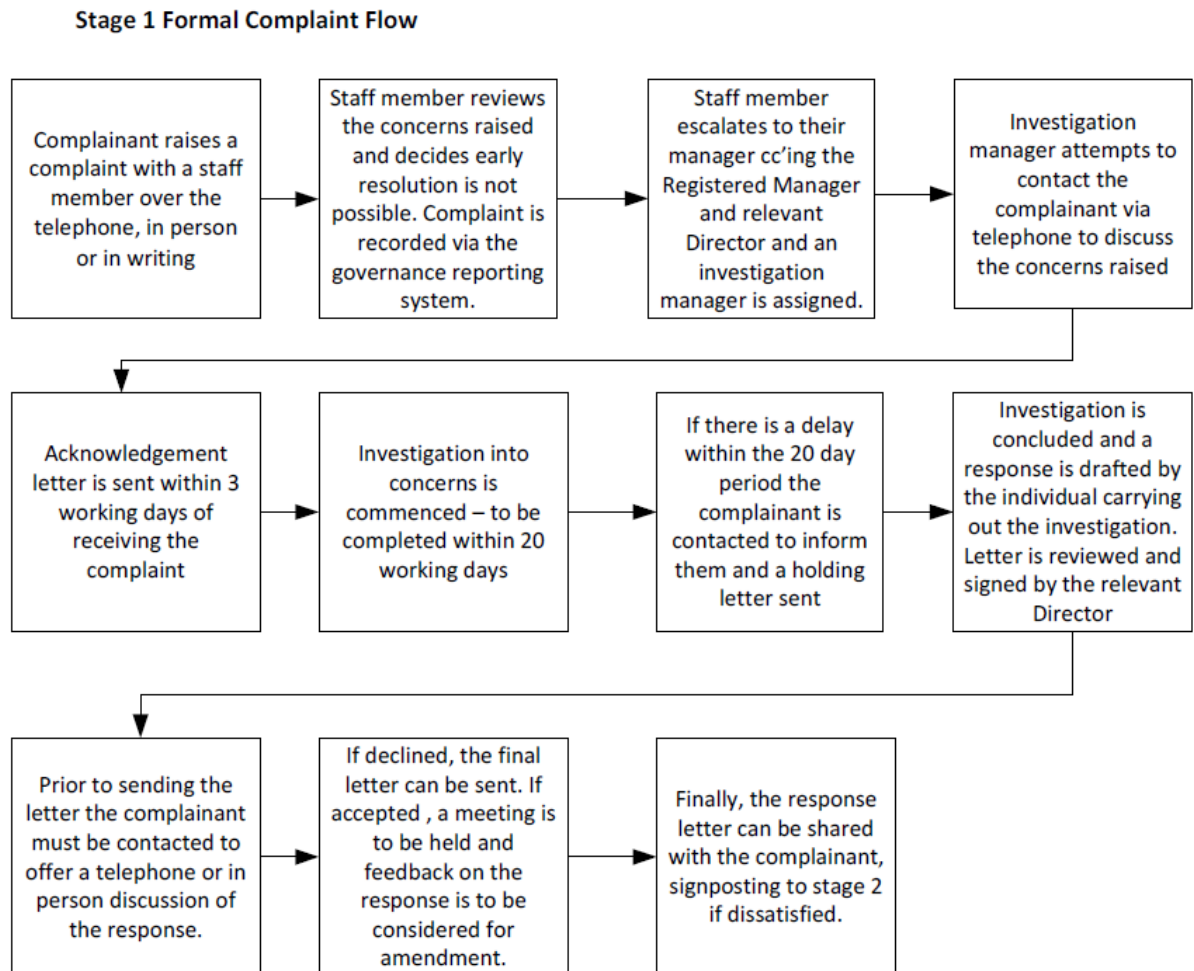 Stage 1 Formal Complaint Flow
Complainant raises a
complaint with a staff
member over the
telephone, in person
or in writing
Staff member reviews
the concerns raised
and decides early
resolution is not
possible. Complaint is
recorded via the
governance reporting
system.
Staff member
escalates to their
manager cc’ing the
Registered Manager
and relevant
Director and an
investigation
manager is assigned.
Investigation
manager attempts to
contact the
complainant via
telephone to discuss
the concerns raised
Acknowledgement
letter is sent within 3
working days of
receiving the
complaint
Investigation into
concerns is
commenced – to be
completed within 20
working days
If there is a delay
within the 20 day
period the
complainant is
contacted to inform
them and a holding
letter sent
Investigation is
concluded and a
response is drafted by
the individual carrying
out the investigation.
Letter is reviewed and
signed by the relevant
Director
Prior to sending the
letter the complainant
must be contacted to
offer a telephone or in
person discussion of
the response.
If declined, the final
letter can be sent. If
accepted , a meeting is
to be held and
feedback on the
response is to be
considered for
amendment.
Finally, the response
letter can be shared
with the complainant,
signposting to stage 2
if dissatisfied.